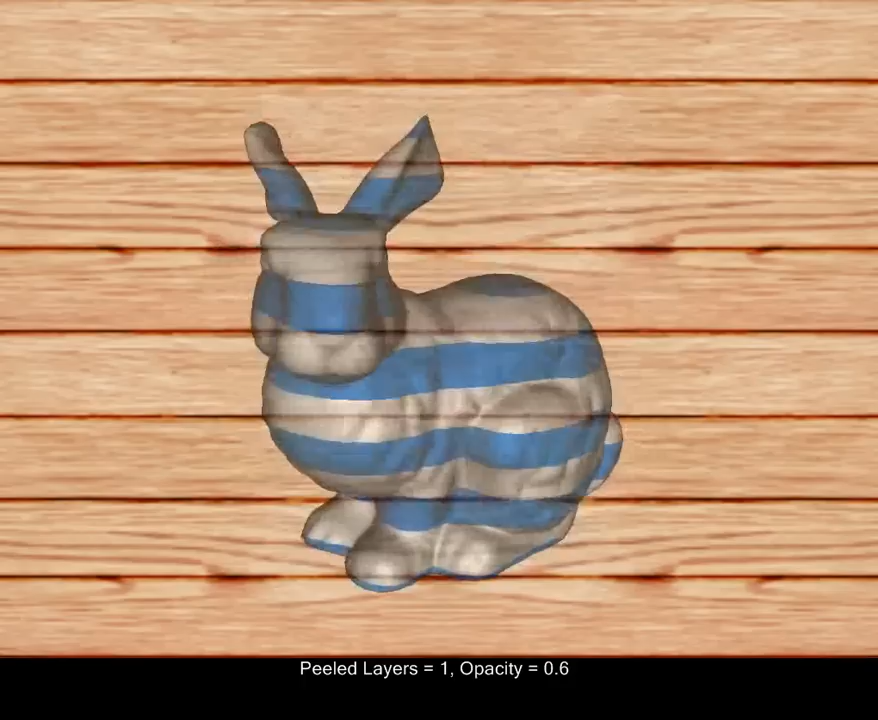 Peeled Layers = 1, Opacity = 0.6